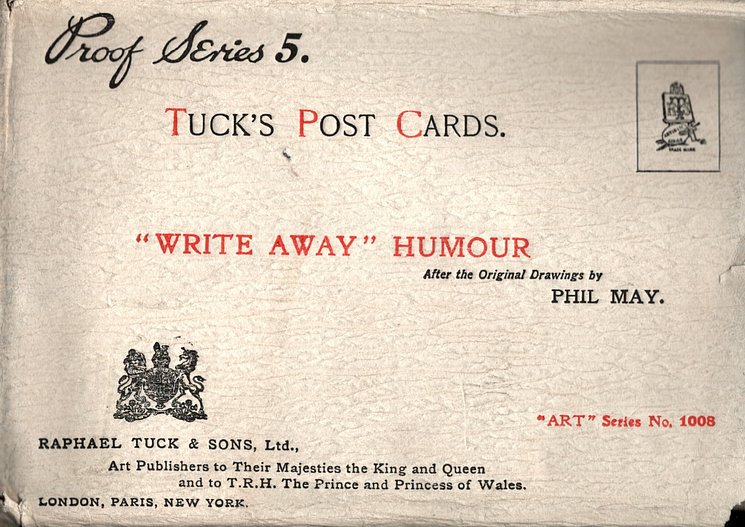 Proof Series 5.
TUCK'S POST CARDS.
"WRITE AWAY" HUMOUR
After the Original Drawings by
PHIL MAY.
"ART" Series No. 1008
RAPHAEL TUCK & SONS, Ltd.,
Art Publishers to Their Majesties the King and Queen
and to T.R.H. The Prince and Princess of Wales.
LONDON, PARIS, NEW YORK.